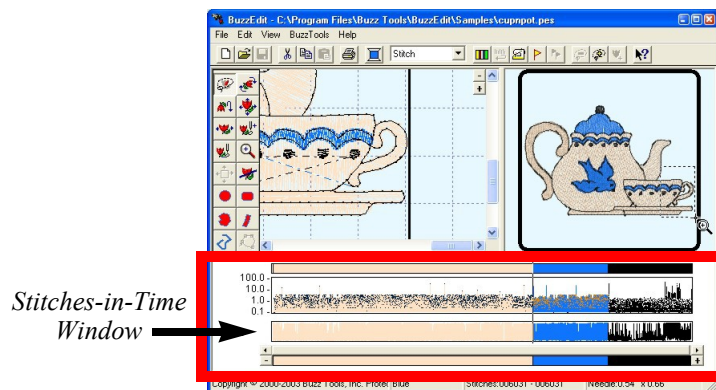 BuzzEdit - C:\Program Files\Buzz Tools\BuzzEdit\Samples\cupnpot.pes
File Edit View BuzzTools Help
Stitch
Stitches-in-Time
Window
100.0
10.0
1.0
0.1
Copyright © 2000-2003 Buzz Tools, Inc. Profel Blue Stitches:006031 - 006031 Needle:0.54" x 0.66"